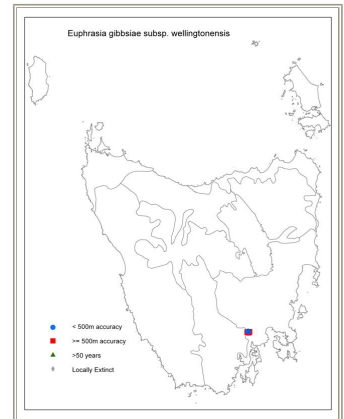 Euphrasia gibbsiae subsp. wellingtonensis
< 500m accuracy
>= 500m accuracy
>50 years
Locally Extinct